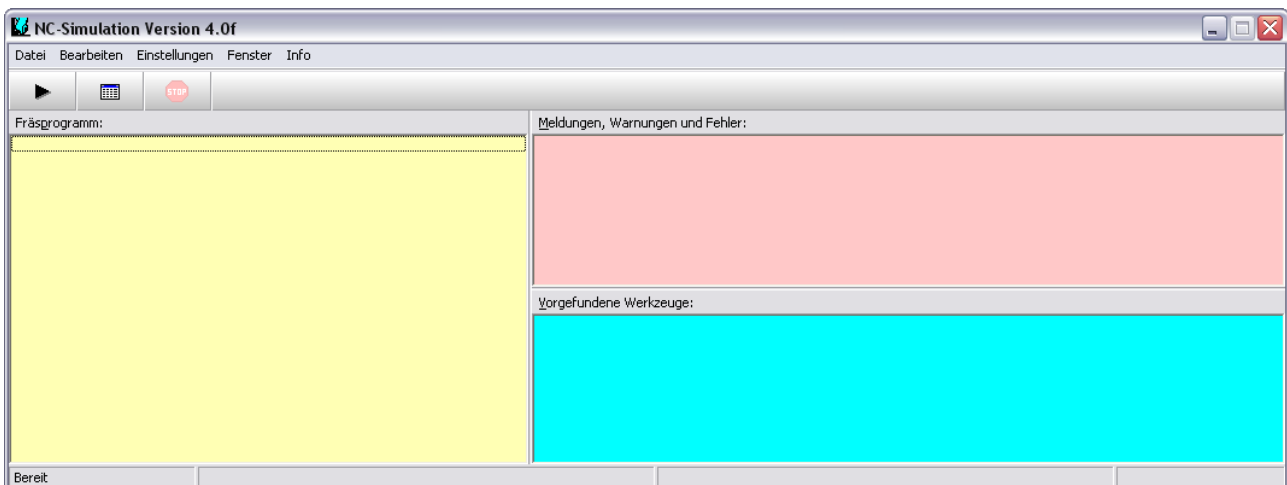 NC-Simulation Version 4.0f
Datei Bearbeiten Einstellungen Fenster Info
STOP
Fräsprogramm:
Meldungen, Warnungen und Fehler:
Vorgefundene Werkzeuge:
Bereit